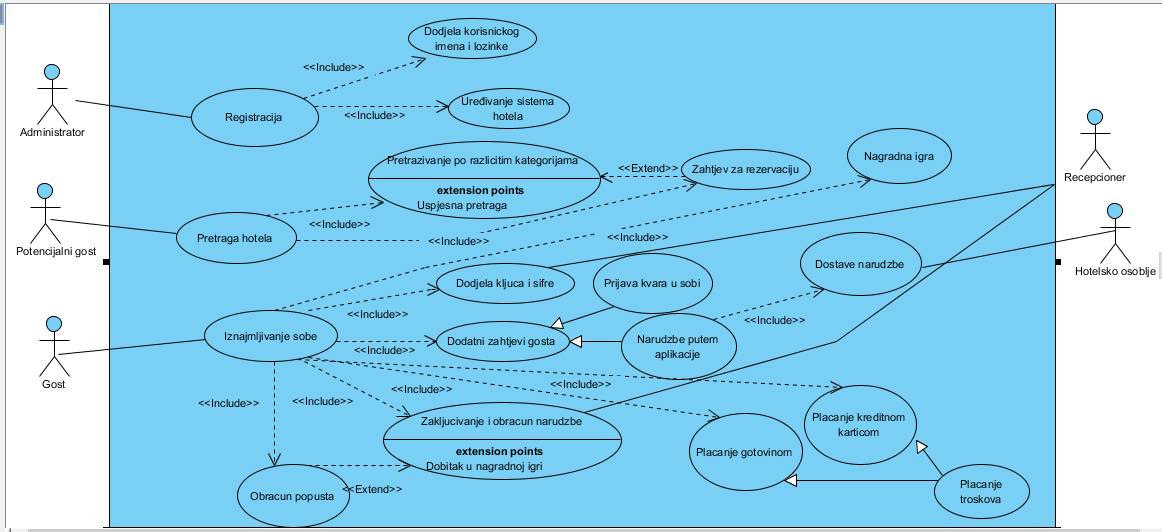 Dodjela korisnickog
imena i lozinke
<<Include>>
Administrator
Registracija
<<Include>>
Uređivanje sistema
hotela
Pretrazivanje po razlicitim kategorijama
extension points
Uspjesna pretraga
<<Extend>>
Zahtjev za rezervaciju
Nagradna igra
Recepcioner
Potencijalni gost
Pretraga hotela
<<Include>>
<<Include>>
<<Include>>
Dostave narudzbe
Hotelsko osoblje
Dodjela kljuca i sifre
Prijava kvara u sobi
<<Include>>
<<Include>>
Gost
Iznajmljivanje sobe
<<Include>>
Dodatni zahtjevi gosta
Narudzbe putem
aplikacije
<<Include>>
<<Include>>
<<Include>>
<<Include>>
Zakljucivanje i obracun narudzbe
extension points
Dobitak u nagradnoj igri
Placanje kreditnom
karticom
Placanje gotovinom
Placanje
troskova
Obracun popusta
<<Extend>>